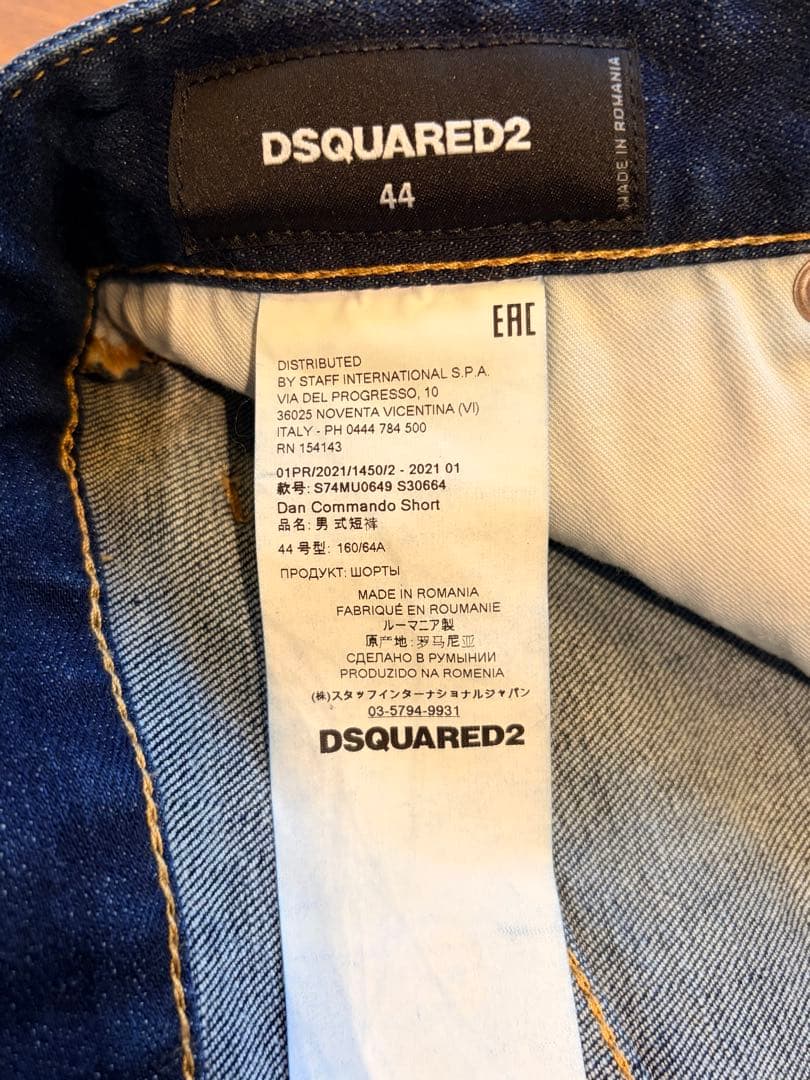 DSQUARED2
44
MADE IN ROMANIA
EAC
DISTRIBUTED
BY STAFF INTERNATIONAL S.P.A.
VIA DEL PROGRESSO, 10
36025 NOVENTA VICENTINA (VI)
ITALY - PH 0444 784 500
RN 154143
01PR/2021/1450/2 - 2021 01
款号: S74MU0649 S30664
Dan Commando Short
品名: 男式短裤
44 号型: 160/64A
ПРОДУКТ: ШОРТЫ
MADE IN ROMANIA
FABRIQUÉ EN ROUMANIE
ルーマニア製
原产地: 罗马尼亚
СДЕЛАНО В РУМЫНИИ
PRODUZIDO NA ROMENIA
(株)スタッフインターナショナルジャパン
03-5794-9931
DSQUARED2